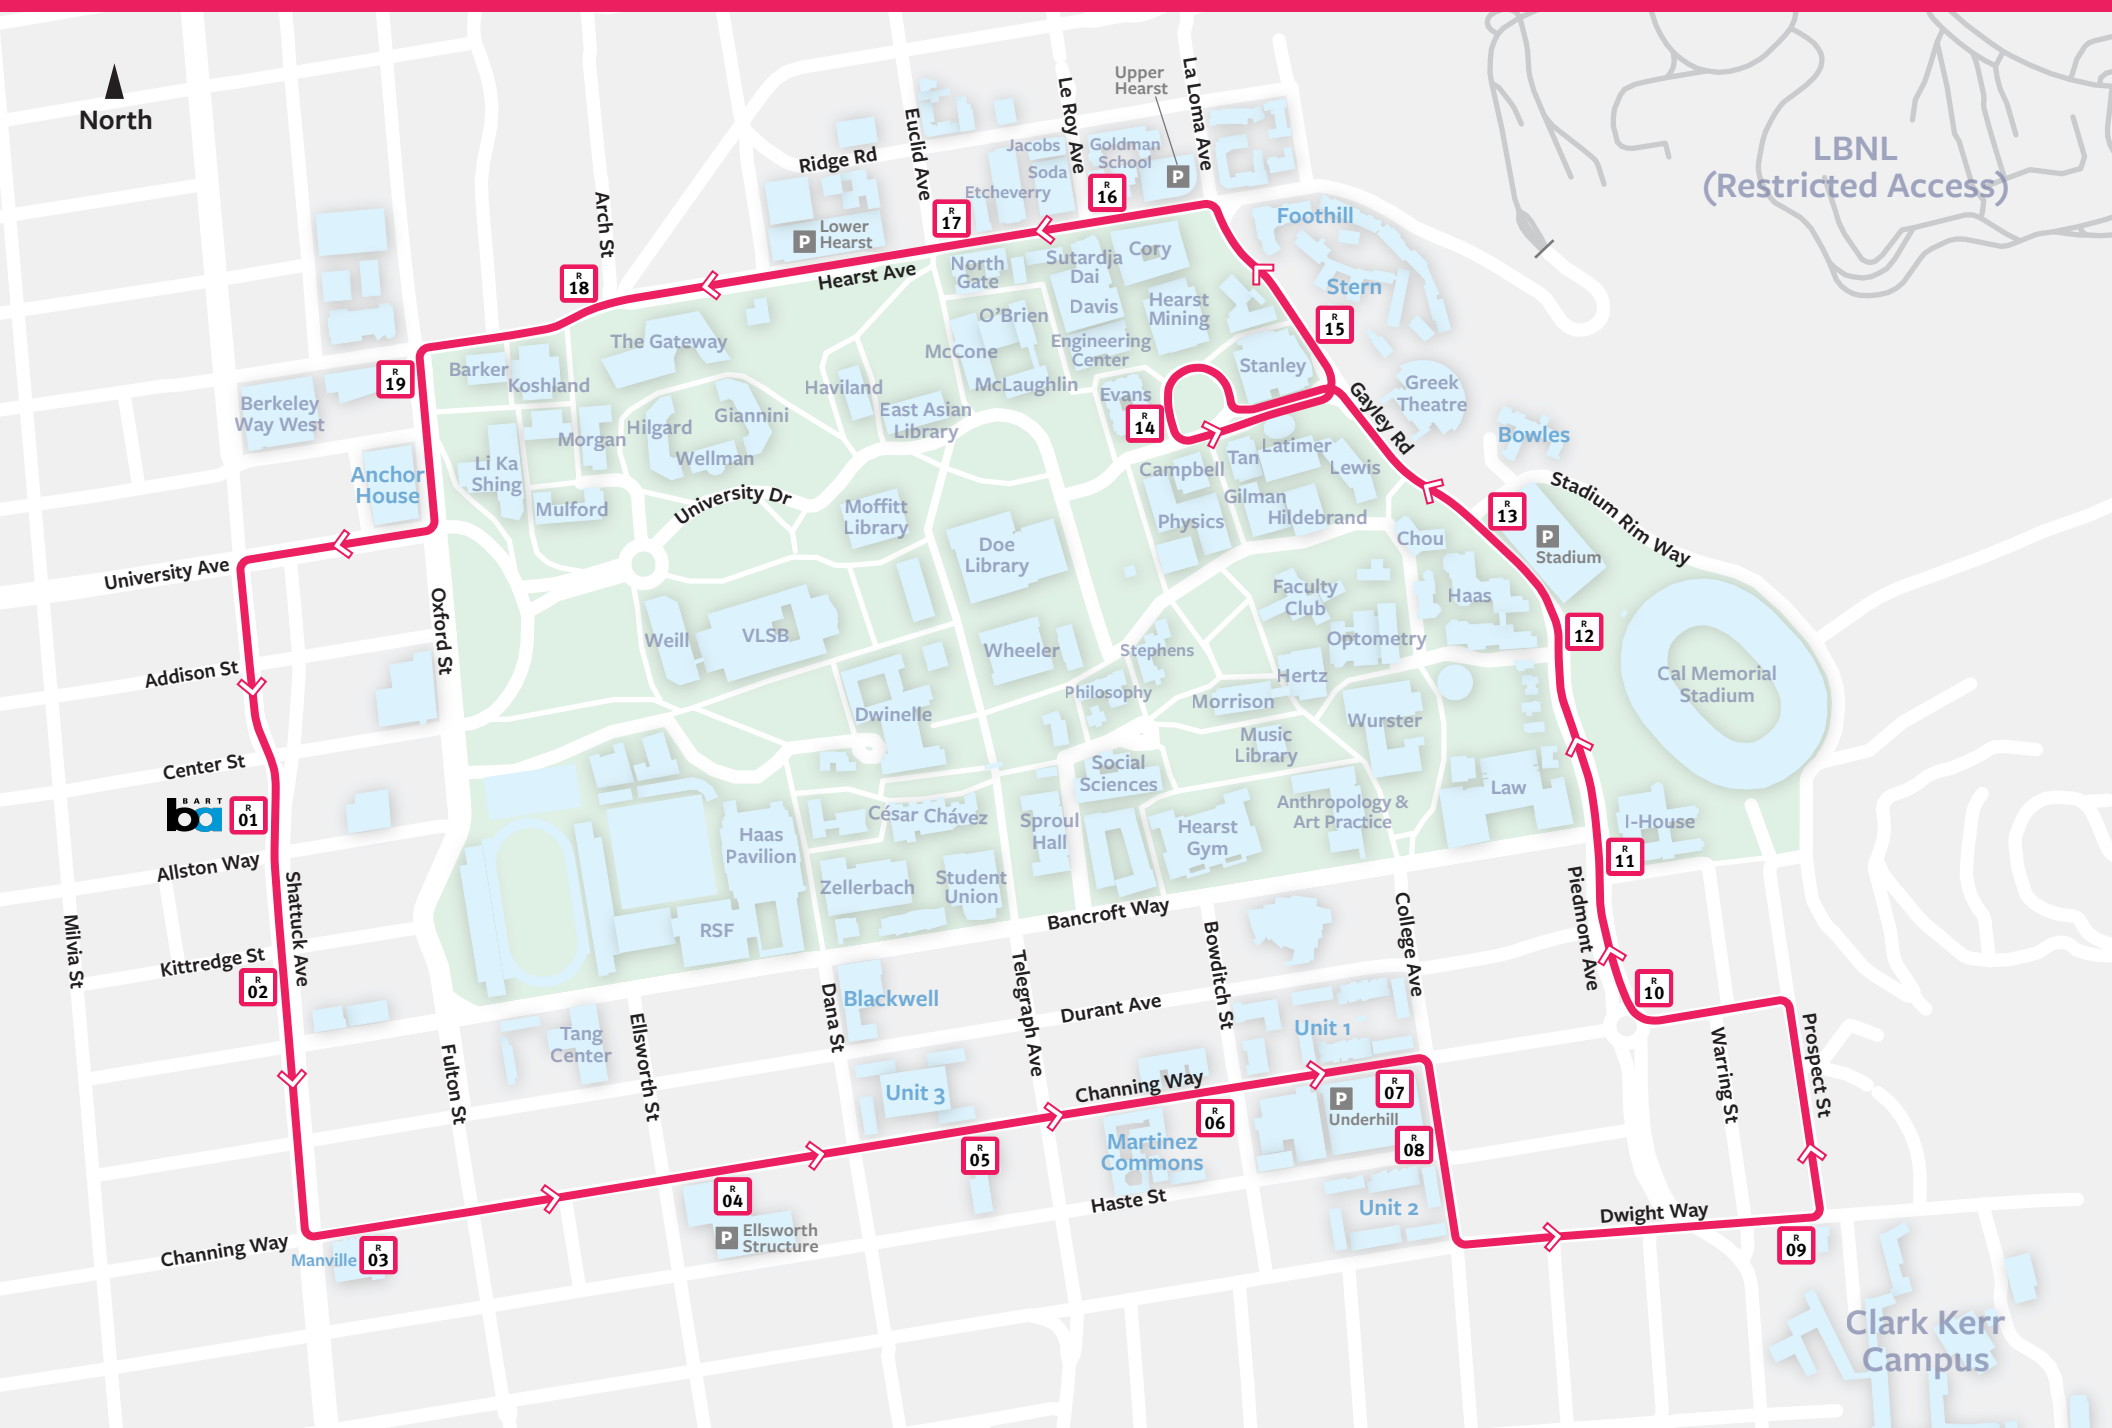 North
LBNL
(Restricted Access)
Upper
Hearst
P
La Loma Ave
Le Roy Ave
Euclid Ave
Ridge Rd
Arch St
Jacobs
Goldman
School
Soda
Etcheverry
R
16
R
17
P
Lower
Hearst
Hearst Ave
R
18
Foothill
Stern
R
15
North
Gate
Sutardja
Dai
Cory
Davis
Hearst
Mining
O'Brien
McCone
Engineering
Center
McLaughlin
Stanley
The Gateway
Barker
Koshland
R
19
Berkeley
Way West
Haviland
Evans
R
14
Greek
Theatre
Gayley Rd
Bowles
East Asian
Library
Giannini
Hilgard
Morgan
Wellman
Li Ka
Shing
Mulford
Anchor
House
University Dr
Moffitt
Library
Campbell
Tan
Latimer
Lewis
Gilman
Hildebrand
Physics
Chou
R
13
P
Stadium
Stadium Rim Way
University Ave
Oxford St
Doe
Library
Faculty
Club
Haas
R
12
Weill
VLSB
Wheeler
Stephens
Optometry
Hertz
Philosophy
Morrison
Wurster
Music
Library
Cal Memorial
Stadium
Addison St
Center St
Dwinelle
Social
Sciences
Anthropology &
Art Practice
Law
I-House
R
11
BART
ba
R
01
Allston Way
Shattuck Ave
Milvia St
Kittredge St
R
02
Haas
Pavilion
César Chávez
Sproul
Hall
Hearst
Gym
Zellerbach
Student
Union
RSF
Bancroft Way
Piedmont Ave
College Ave
Bowditch St
Telegraph Ave
Dana St
Blackwell
Durant Ave
R
10
Tang
Center
Ellsworth St
Fulton St
Unit 1
Unit 3
Channing Way
Prospect St
Warring St
P
Underhill
R
07
R
06
R
08
R
05
Martinez
Commons
R
04
P
Ellsworth
Structure
Haste St
Unit 2
Dwight Way
R
09
Channing Way
Manville
R
03
Clark Kerr
Campus